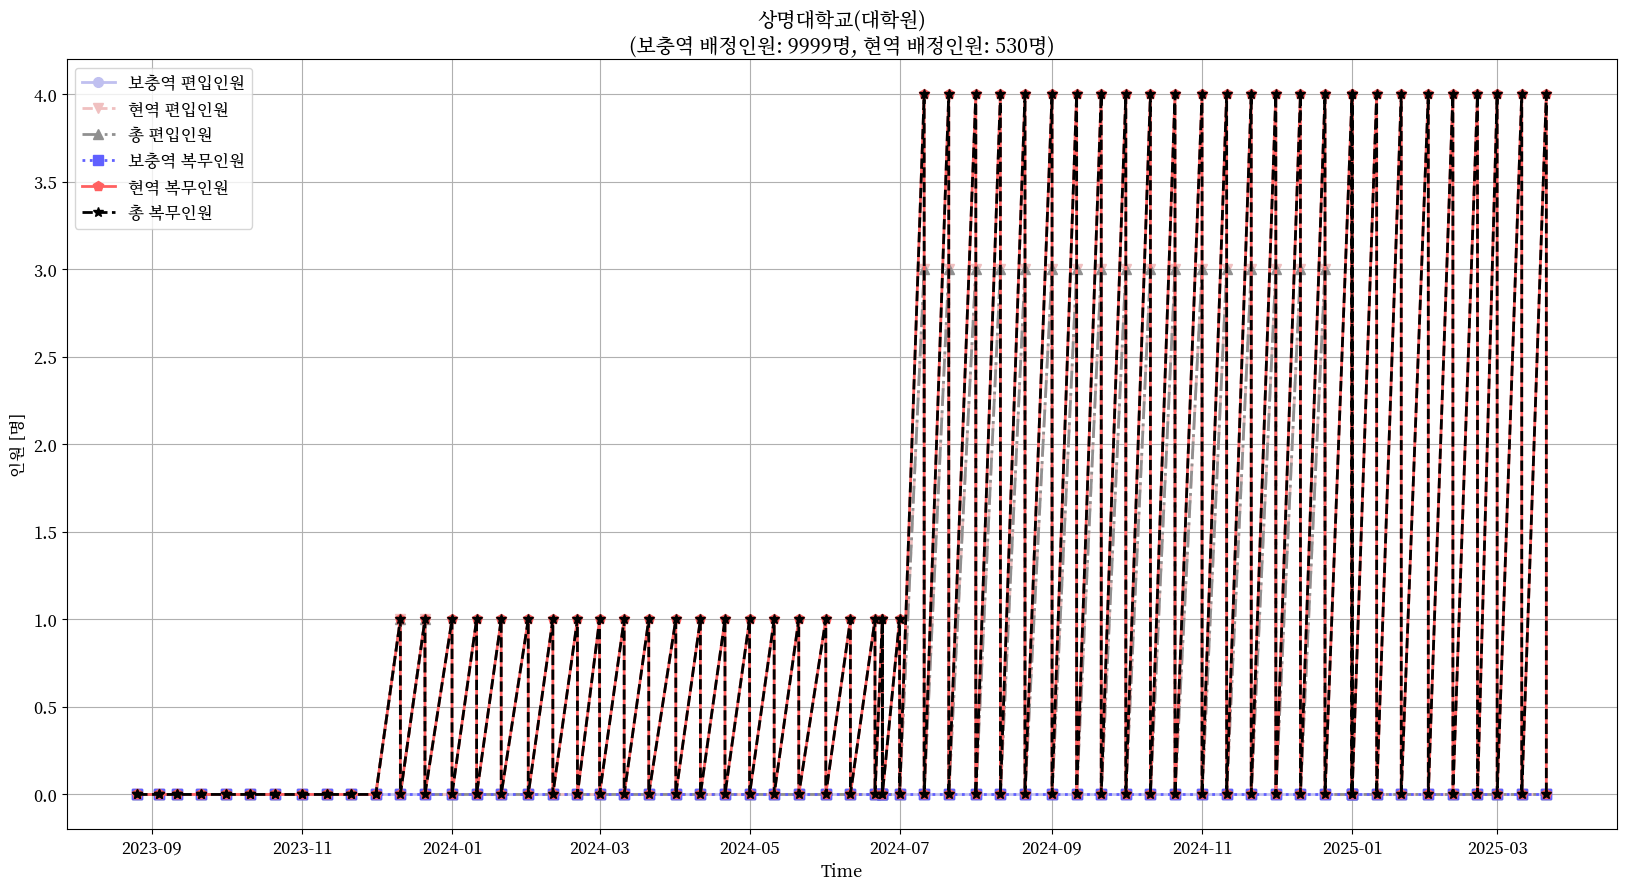 상명대학교(대학원)
(보충역 배정인원: 9999명, 현역 배정인원: 530명)
보충역 편입인원
현역 편입인원
총 편입인원
보충역 복무인원
현역 복무인원
총 복무인원
4.0
3.5
3.0
2.5
2.0
1.5
1.0
0.5
0.0
인원 [명]
2023-09
2023-11
2024-01
2024-03
2024-05
2024-07
2024-09
2024-11
2025-01
2025-03
Time